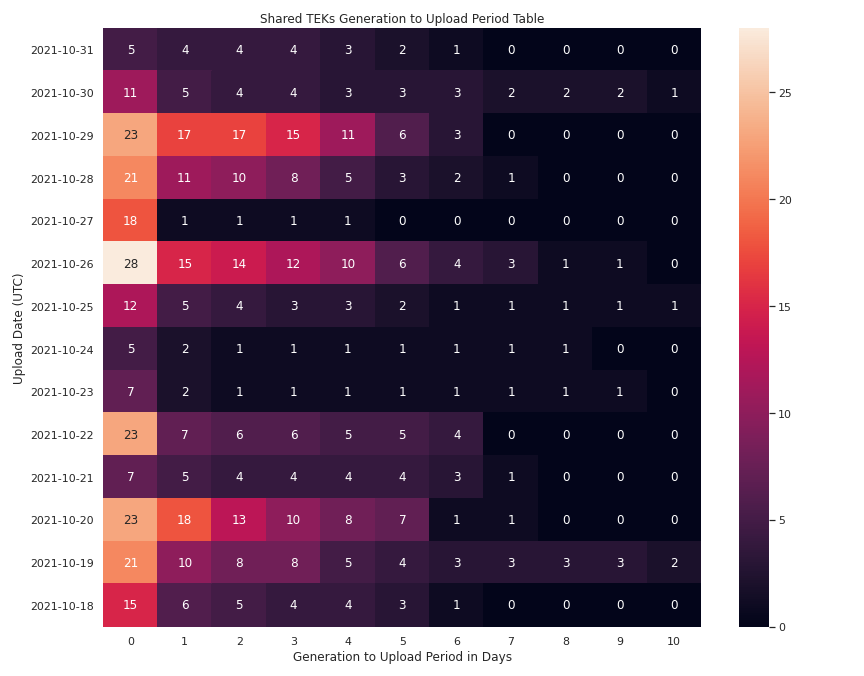 Shared TEKs Generation to Upload Period Table
Upload Date (UTC)
2021-10-31 5 4 4 4 3 2 1 0 0 0 0
2021-10-30 11 5 4 4 3 3 3 2 2 2 1
2021-10-29 23 17 17 15 11 6 3 0 0 0 0
2021-10-28 21 11 10 8 5 3 2 1 0 0 0
2021-10-27 18 1 1 1 1 0 0 0 0 0 0
2021-10-26 28 15 14 12 10 6 4 3 1 1 0
2021-10-25 12 5 4 3 3 2 1 1 1 1 1
2021-10-24 5 2 1 1 1 1 1 1 1 0 0
2021-10-23 7 2 1 1 1 1 1 1 1 1 0
2021-10-22 23 7 6 6 5 5 4 0 0 0 0
2021-10-21 7 5 4 4 4 4 3 1 0 0 0
2021-10-20 23 18 13 10 8 7 1 1 0 0 0
2021-10-19 21 10 8 8 5 4 3 3 3 3 2
2021-10-18 15 6 5 4 4 3 1 0 0 0 0
0 1 2 3 4 5 6 7 8 9 10
Generation to Upload Period in Days
25
20
15
10
5
0